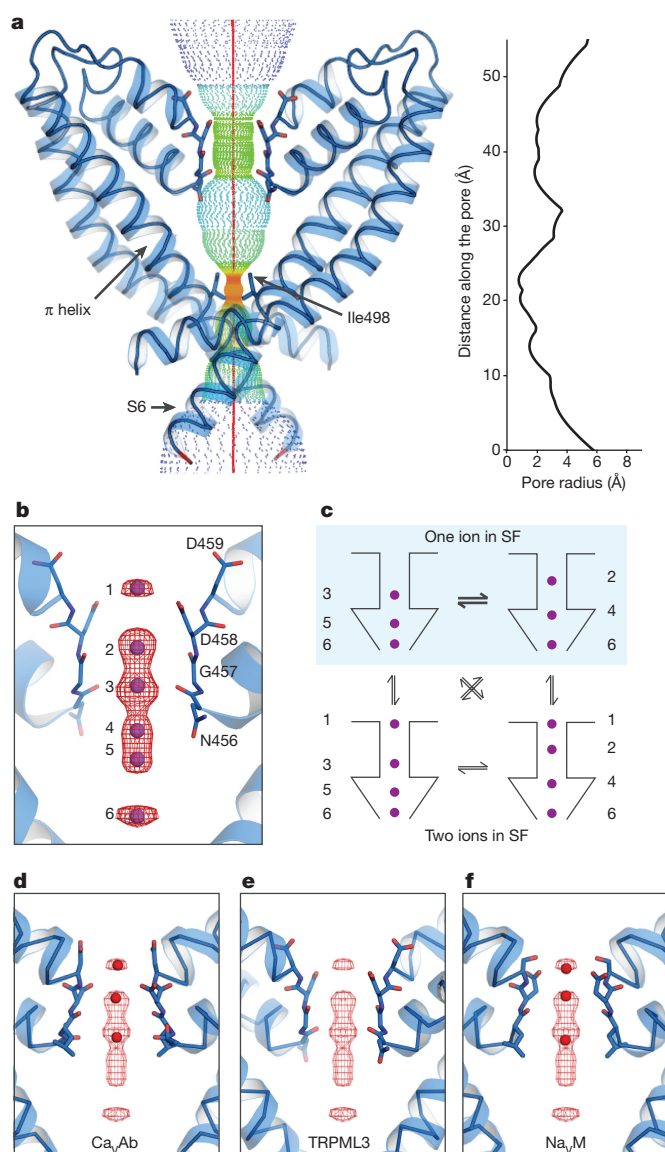 a
π helix
Ile498
S6
Distance along the pore (Å)
50
40
30
20
10
0
0 2 4 6 8
Pore radius (Å)
b
D459
1
D458
2
G457
3
N456
4
5
6
c
One ion in SF
3
5
6
2
4
6
1
3
5
6
1
2
4
6
Two ions in SF
d
CaVAb
e
TRPML3
f
NaVM